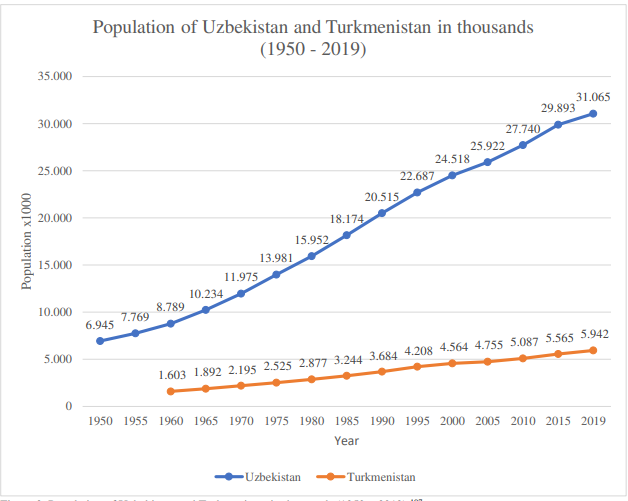 Population of Uzbekistan and Turkmenistan in thousands
(1950 - 2019)
Population x1000
35.000
30.000
25.000
20.000
15.000
10.000
5.000
0
6.945 7.769 8.789 10.234 11.975 13.981 15.952 18.174 20.515 22.687 24.518 25.922 27.740 29.893 31.065
1.603 1.892 2.195 2.525 2.877 3.244 3.684 4.208 4.564 4.755 5.087 5.565 5.942
1950 1955 1960 1965 1970 1975 1980 1985 1990 1995 2000 2005 2010 2015 2019
Year
Uzbekistan Turkmenistan